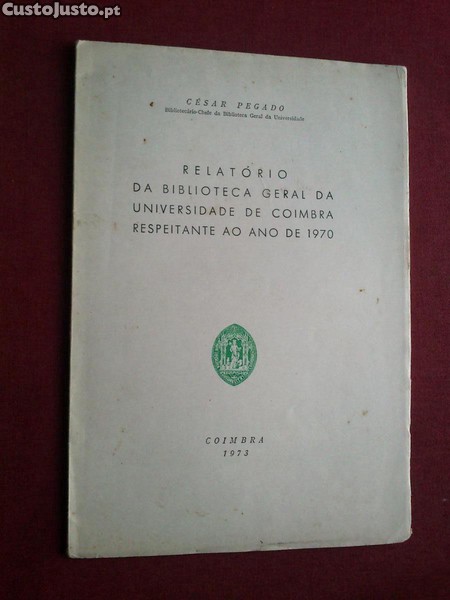 CustoJusto.pt
CÉSAR PEGADO
Bibliotecário-Chefe da Biblioteca Geral da Universidade
RELATÓRIO
DA BIBLIOTECA GERAL DA
UNIVERSIDADE DE COIMBRA
RESPEITANTE AO ANO DE 1970
COIMBRA
1973